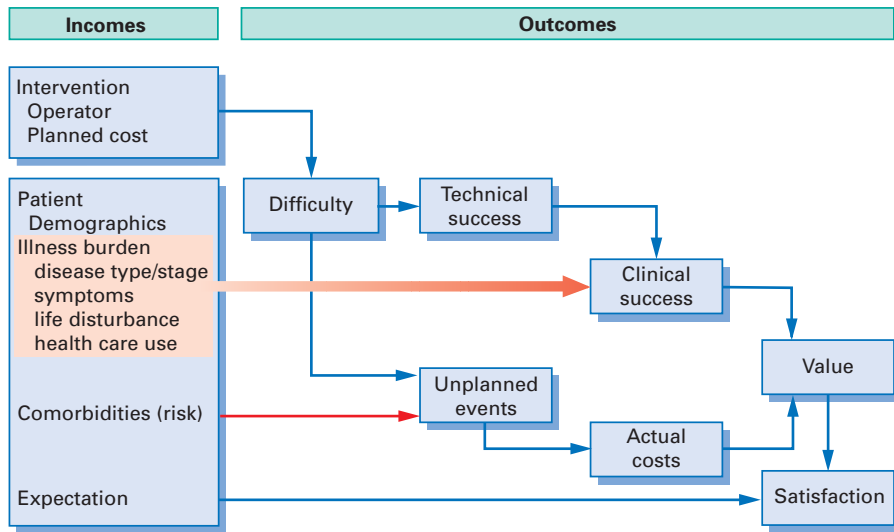 Incomes
Outcomes
Intervention
Operator
Planned cost
Patient
Demographics
Illness burden
disease type/stage
symptoms
life disturbance
health care use
Comorbidities (risk)
Expectation
Difficulty
Technical
success
Clinical
success
Unplanned
events
Actual
costs
Value
Satisfaction